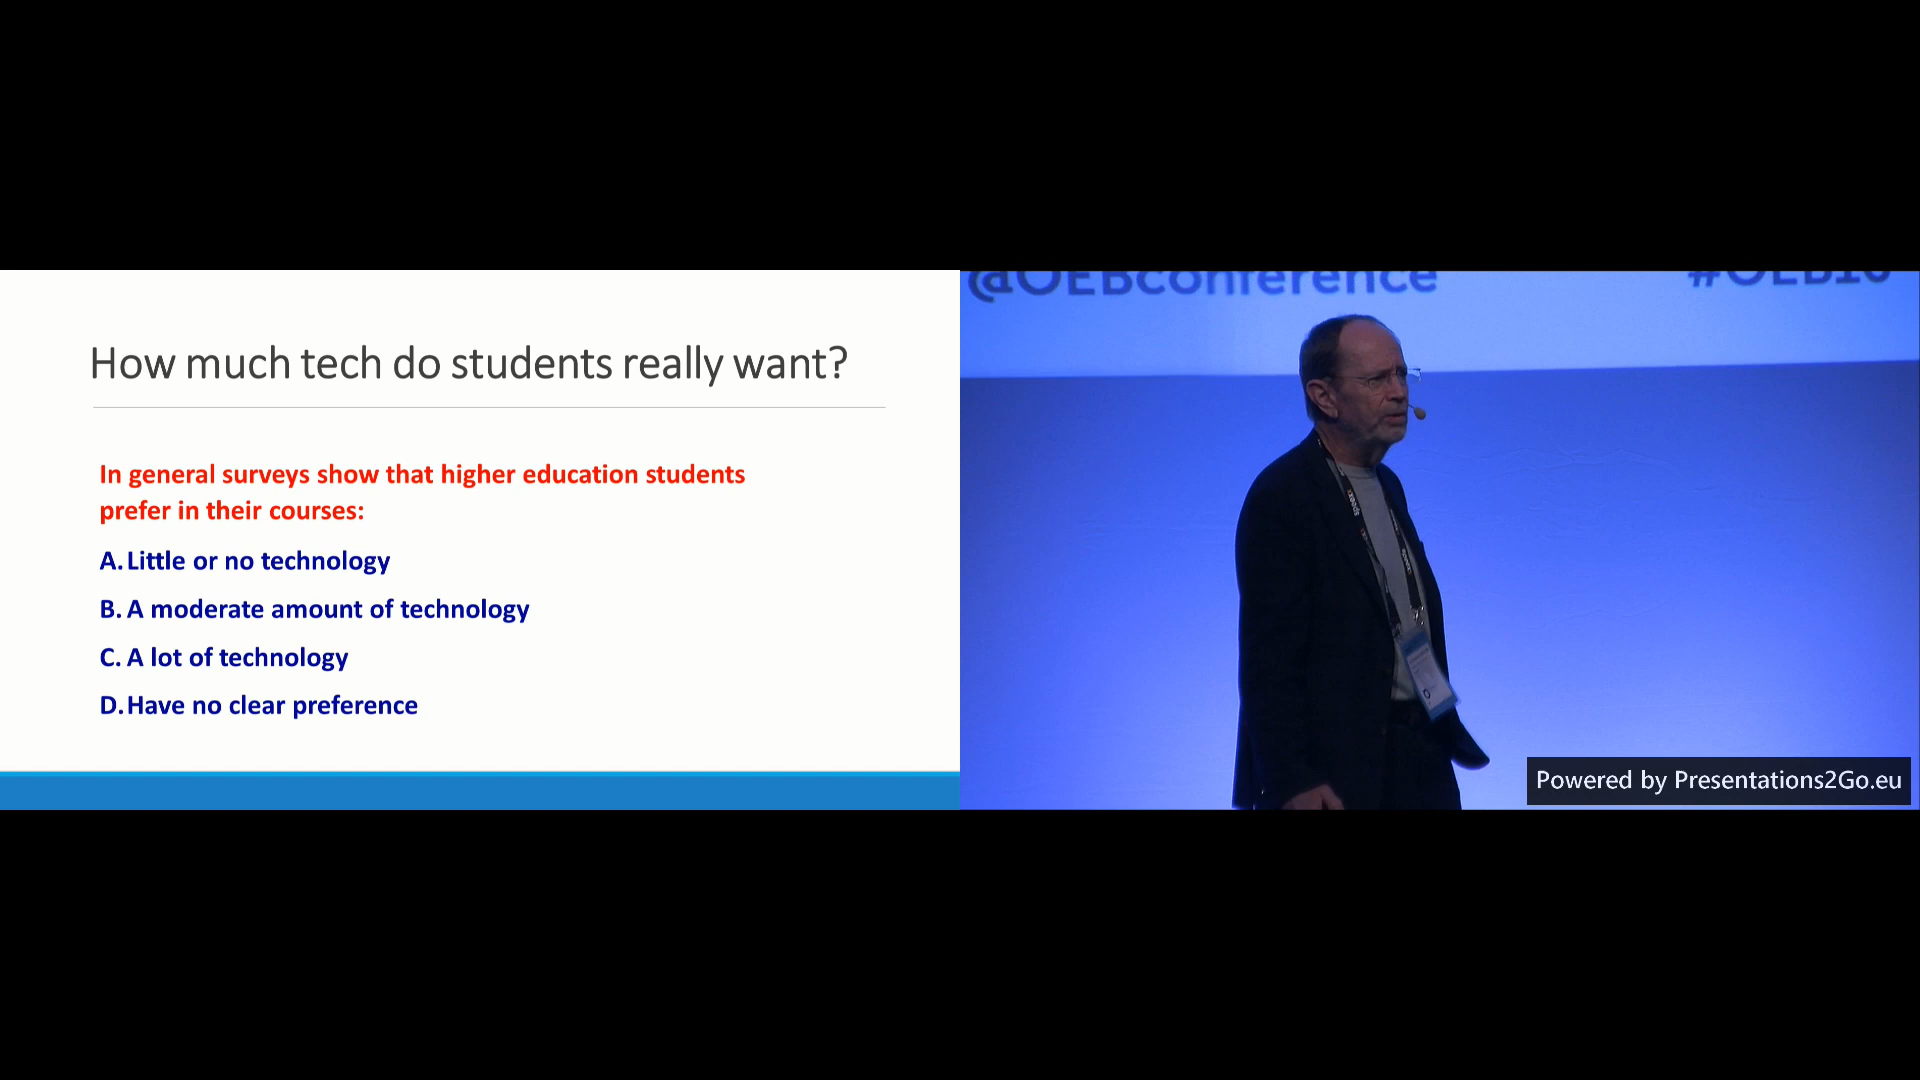 How much tech do students really want?
In general surveys show that higher education students
prefer in their courses:
A. Little or no technology
B. A moderate amount of technology
C. A lot of technology
D. Have no clear preference
@OEBconference
Powered by Presentations2Go.eu